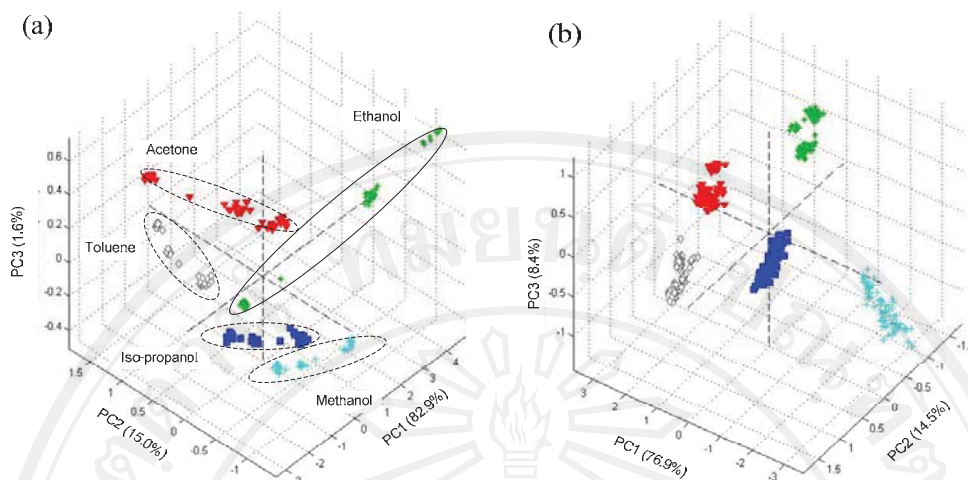 (a)
Ethanol
Acetone
Toluene
Iso-propanol
Methanol
PC3 (1.6%)
0.6
0.4
0.2
0
-0.2
-0.4
PC2 (15.0%)
1.5
1
0.5
0
-0.5
-1
PC1 (82.9%)
4
3
2
1
0
-1
-2
-3
(b)
PC3 (8.4%)
1
0.5
0
-0.5
-1
PC1 (76.9%)
3
2
1
0
-1
-2
-3
PC2 (14.5%)
-1
-0.5
0
0.5
1
1.5